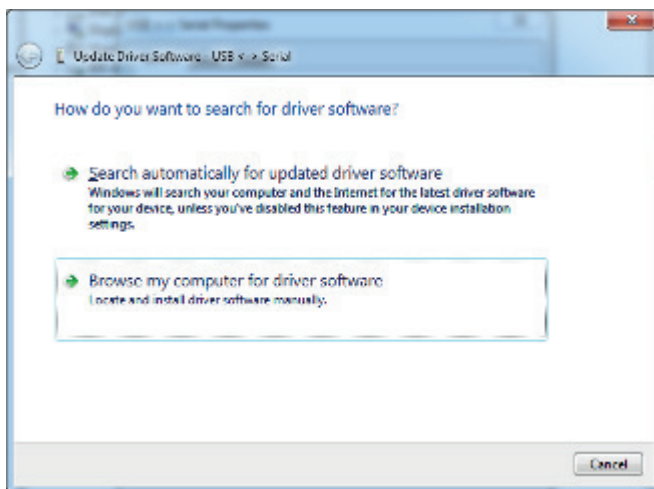 Update Driver Software - USB <-> Serial
How do you want to search for driver software?
Search automatically for updated driver software
Windows will search your computer and the Internet for the latest driver software
for your device, unless you've disabled this feature in your device installation
settings.
Browse my computer for driver software
Locate and install driver software manually.
Cancel